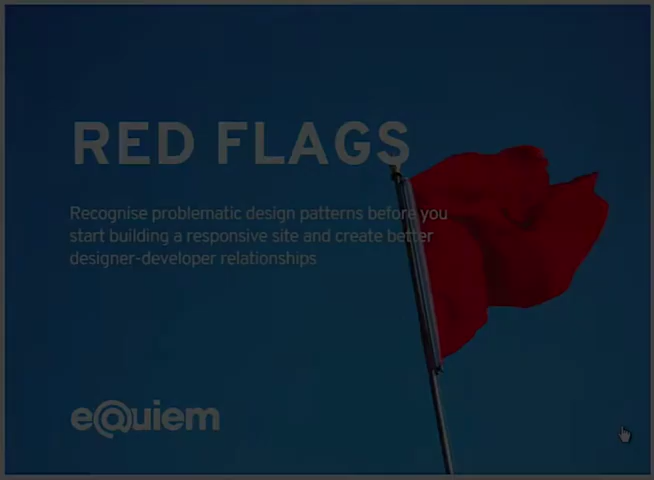 RED FLAGS
Recognise problematic design patterns before you
start building a responsive site and create better
designer-developer relationships
e@uiem